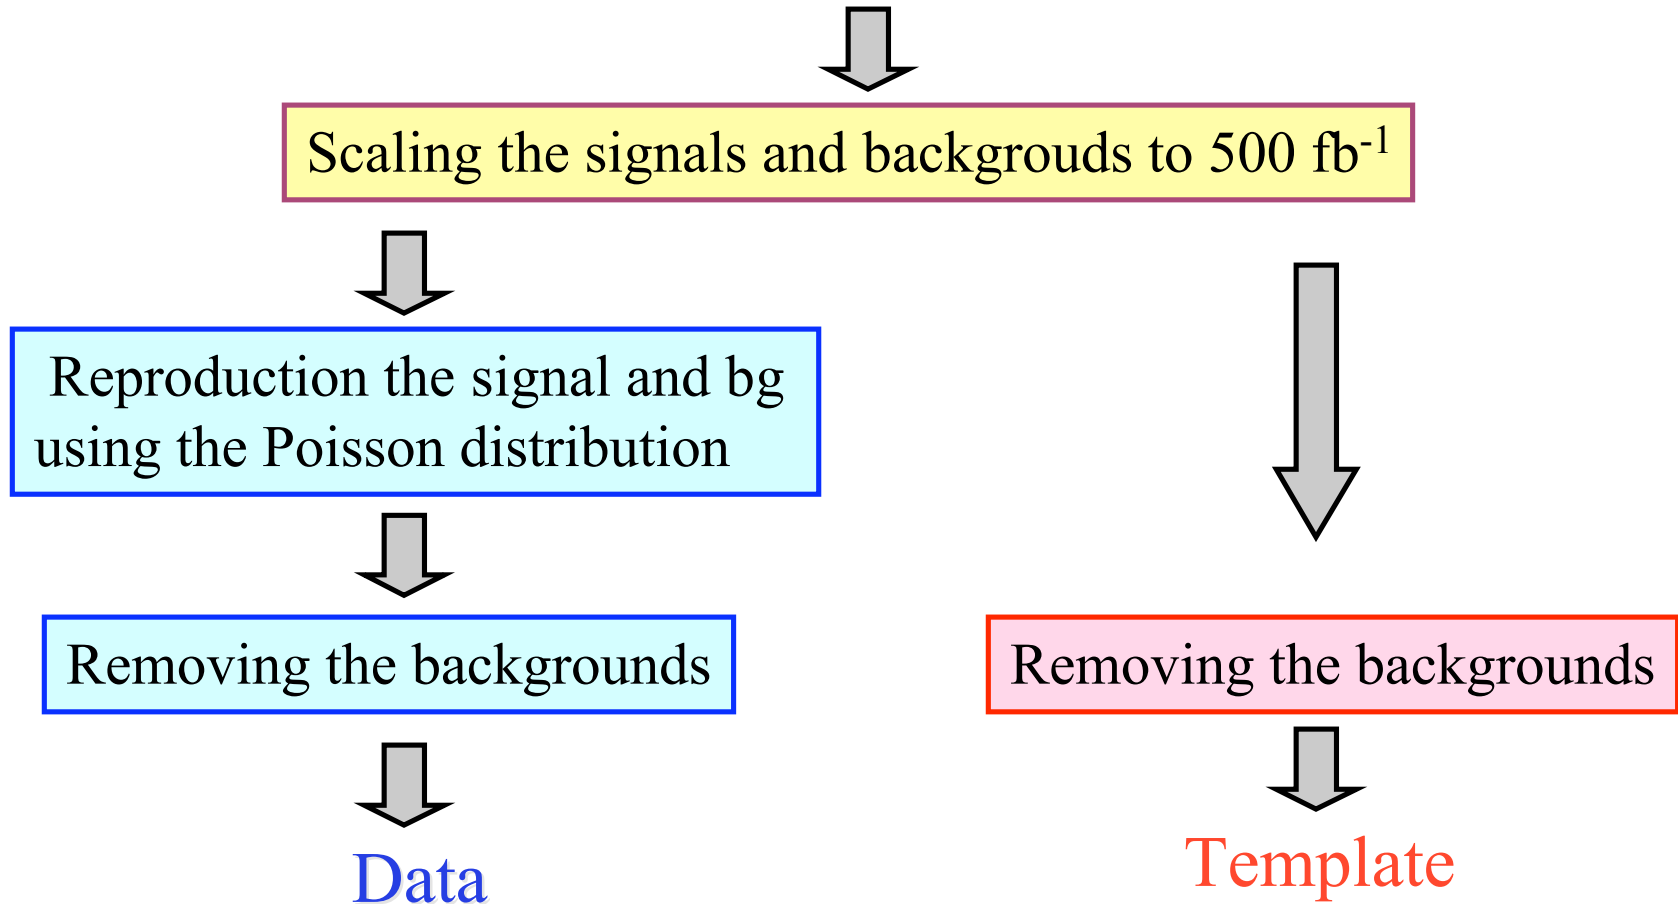 Scaling the signals and backgrouds to 500 fb⁻¹
Reproduction the signal and bg
using the Poisson distribution
Removing the backgrounds
Removing the backgrounds
Data
Template